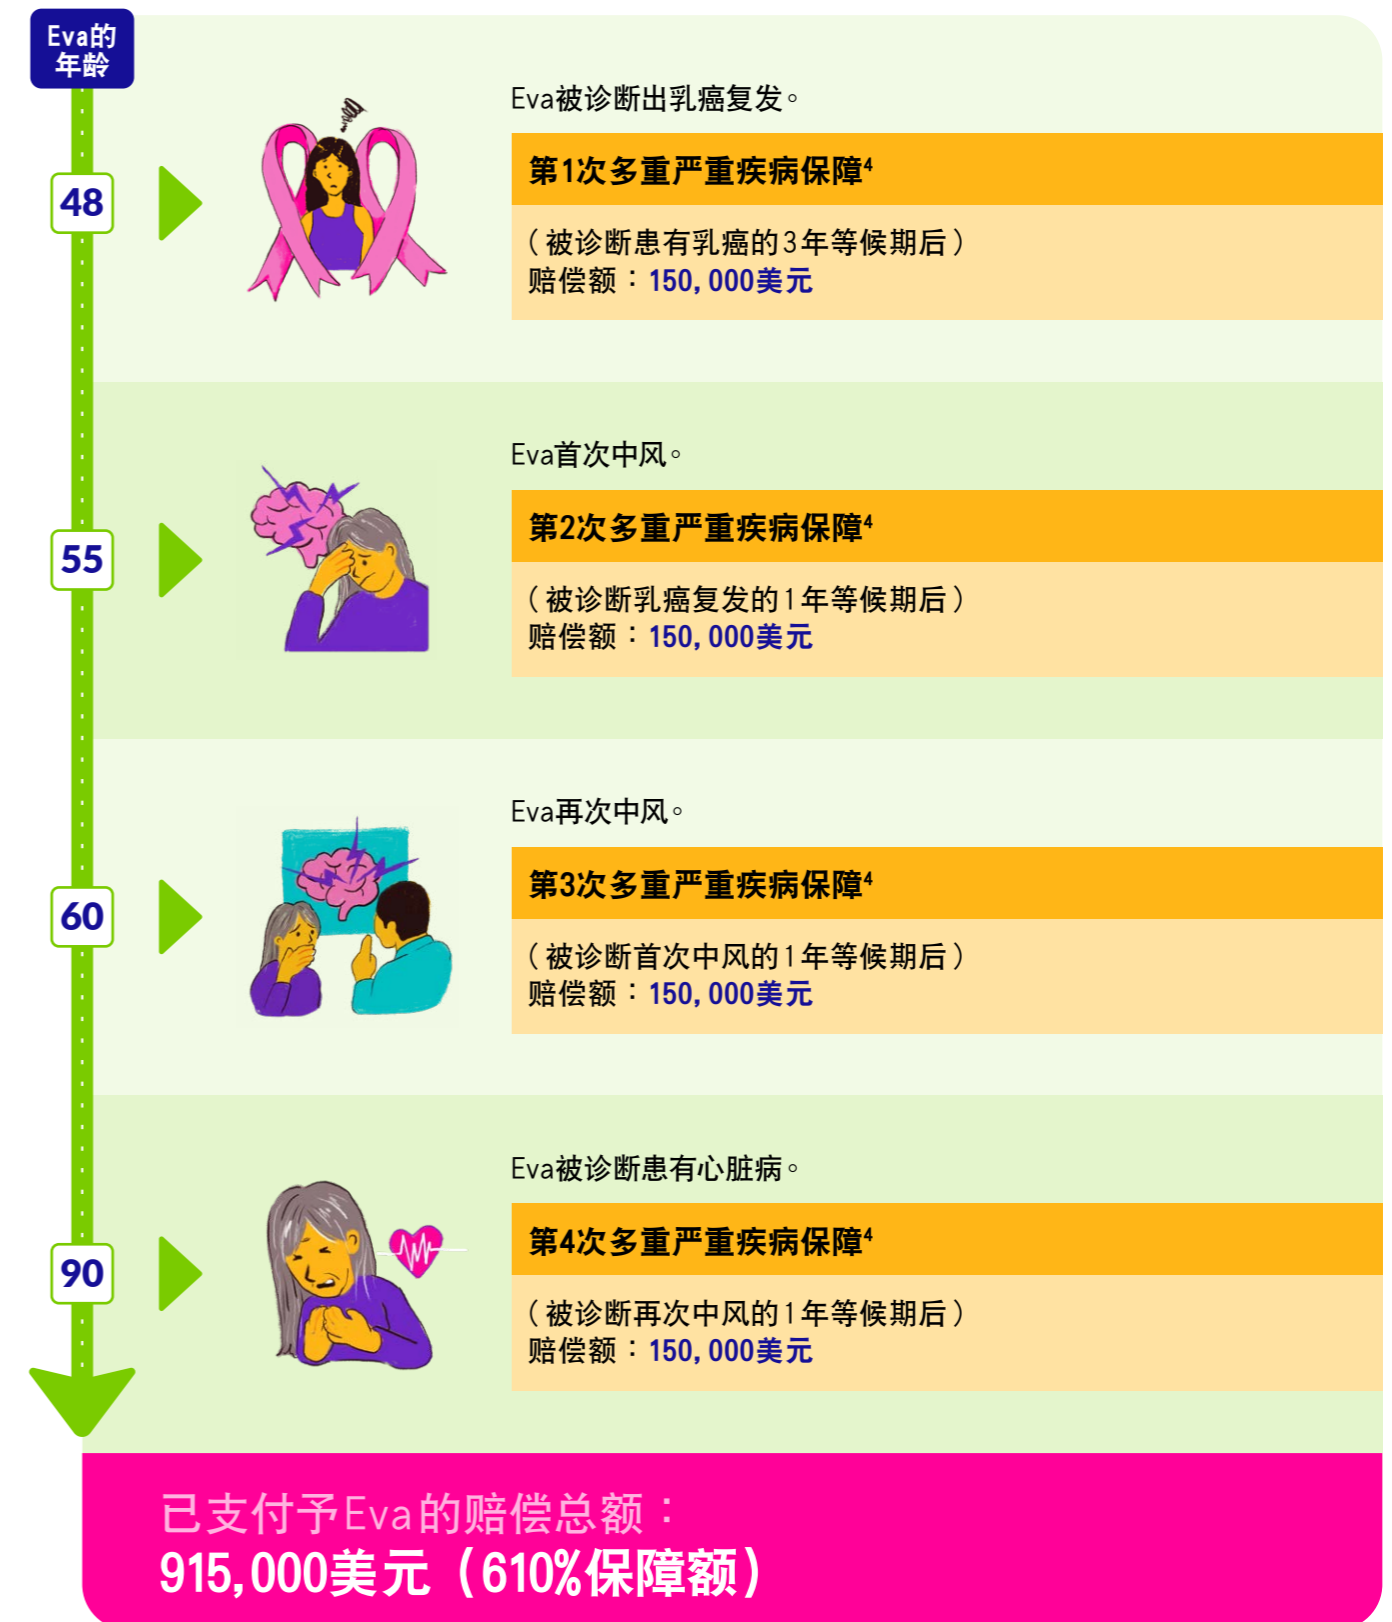 Eva的
年龄
48
Eva被诊断出乳癌复发。
第1次多重严重疾病保障⁴
（被诊断患有乳癌的3年等候期后）
赔偿额：150,000美元
55
Eva首次中风。
第2次多重严重疾病保障⁴
（被诊断乳癌复发的1年等候期后）
赔偿额：150,000美元
60
Eva再次中风。
第3次多重严重疾病保障⁴
（被诊断首次中风的1年等候期后）
赔偿额：150,000美元
90
Eva被诊断患有心脏病。
第4次多重严重疾病保障⁴
（被诊断再次中风的1年等候期后）
赔偿额：150,000美元
已支付予Eva的赔偿总额：
915,000美元（610%保障额）